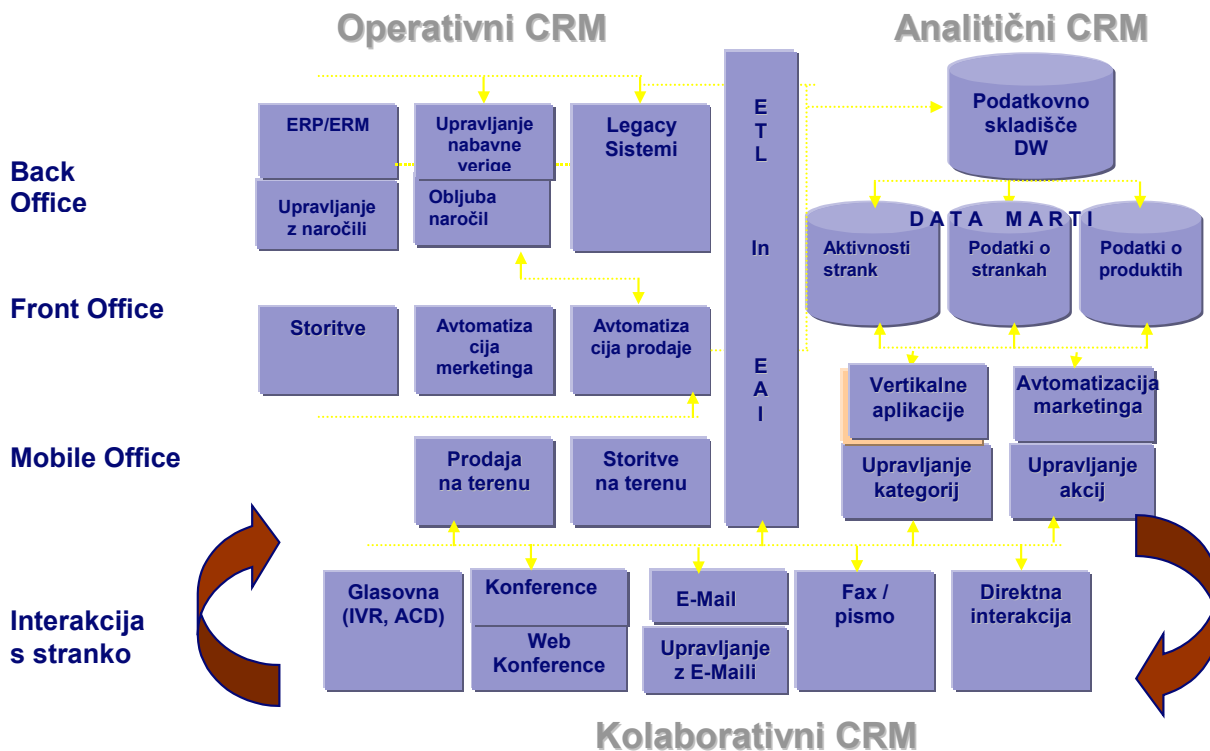 Operativni CRM
Analitični CRM
Back
Office
ERP/ERM
Upravljanje
nabavne
verige
Legacy
Sistemi
Upravljanje
z naročili
Obljuba
naročil
E
T
L
In
E
A
I
Podatkovno
skladišče
DW
DATA MARTI
Aktivnosti
strank
Podatki o
strankah
Podatki o
produktih
Front Office
Storitve
Avtomatiza
cija
merketinga
Avtomatiza
cija prodaje
Vertikalne
aplikacije
Avtomatizacija
marketinga
Mobile Office
Prodaja
na terenu
Storitve
na terenu
Upravljanje
kategorij
Upravljanje
akcij
Interakcija
s stranko
Glasovna
(IVR, ACD)
Konference
Web
Konference
E-Mail
Upravljanje
z E-Maili
Fax /
pismo
Direktna
interakcija
Kolaborativni CRM